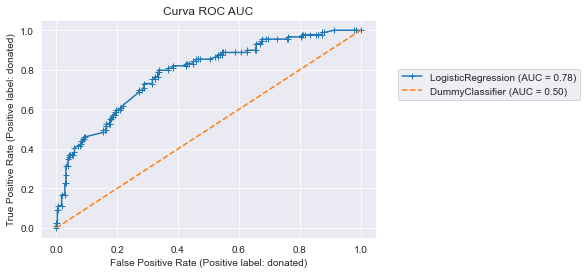 Curva ROC AUC
True Positive Rate (Positive label: donated)
1.0
0.8
0.6
0.4
0.2
0.0
0.0 0.2 0.4 0.6 0.8 1.0
False Positive Rate (Positive label: donated)
LogisticRegression (AUC = 0.78)
DummyClassifier (AUC = 0.50)